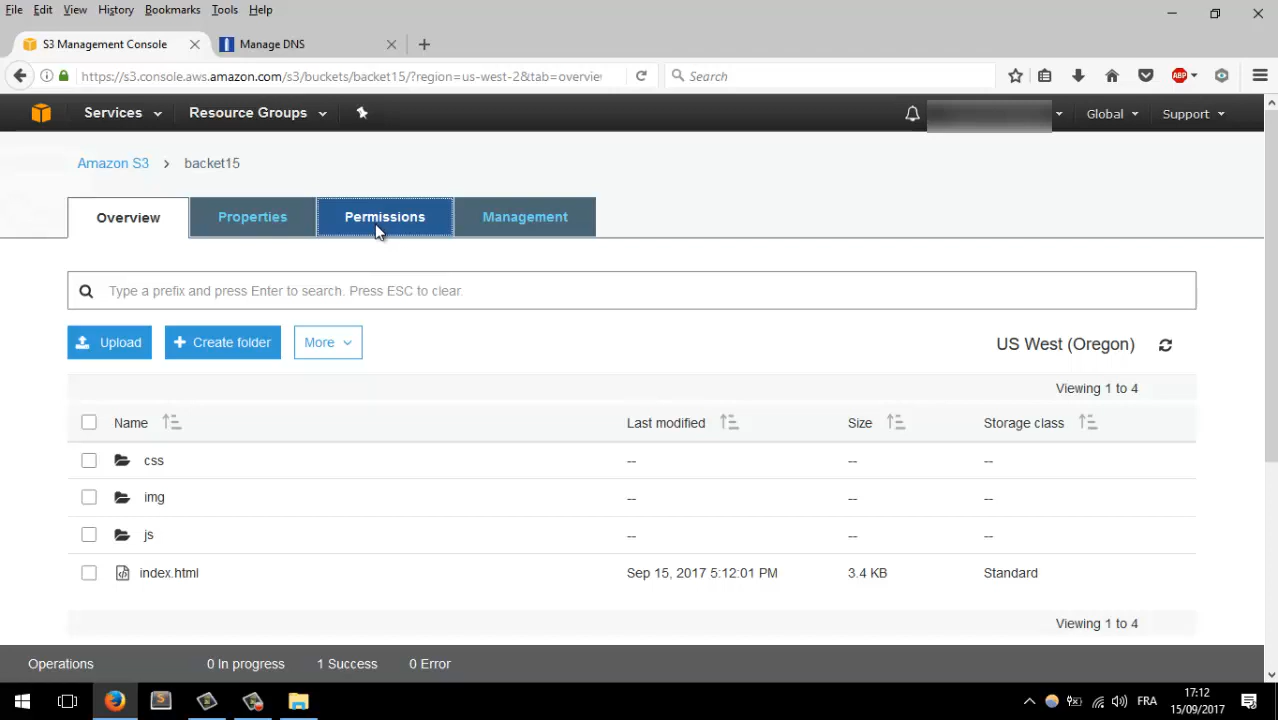 File Edit View History Bookmarks Tools Help
S3 Management Console
Manage DNS
https://s3.console.aws.amazon.com/s3/buckets/backet15/?region=us-west-2&tab=overvie
Search
ABP
Services
Resource Groups
Global
Support
Amazon S3 > backet15
Overview
Properties
Permissions
Management
Type a prefix and press Enter to search. Press ESC to clear.
Upload
+ Create folder
More
US West (Oregon)
Viewing 1 to 4
Name
Last modified
Size
Storage class
css -- -- --
img -- -- --
js -- -- --
index.html Sep 15, 2017 5:12:01 PM 3.4 KB Standard
Viewing 1 to 4
Operations 0 In progress 1 Success 0 Error
FRA
17:12
15/09/2017